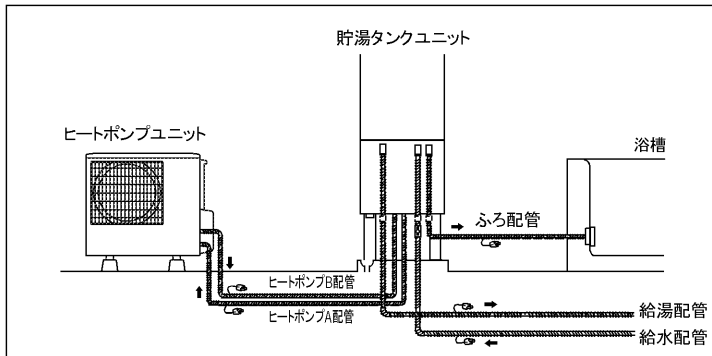 貯湯タンクユニット
ヒートポンプユニット
浴槽
ふろ配管
ヒートポンプB配管
ヒートポンプA配管
給湯配管
給水配管